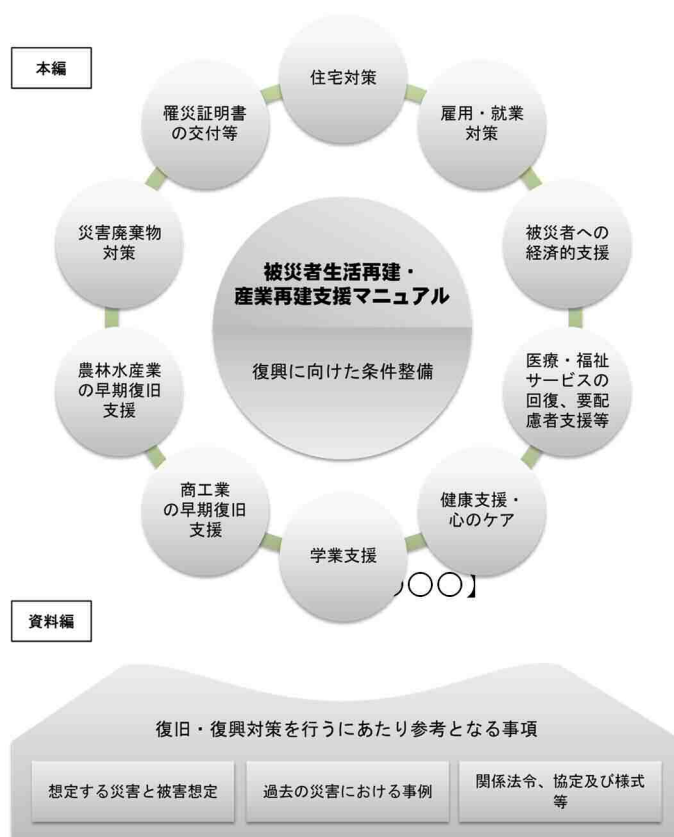 本編
住宅対策
雇用・就業
対策
被災者への
経済的支援
医療・福祉
サービスの
回復、要配
慮者支援等
健康支援・
心のケア
学業支援
商工業
の早期復旧
支援
農林水産業
の早期復旧
支援
災害廃棄物
対策
罹災証明書
の交付等
被災者生活再建・
産業再建支援マニュアル
復興に向けた条件整備
○○】
資料編
復旧・復興対策を行うにあたり参考となる事項
想定する災害と被害想定
過去の災害における事例
関係法令、協定及び様式
等